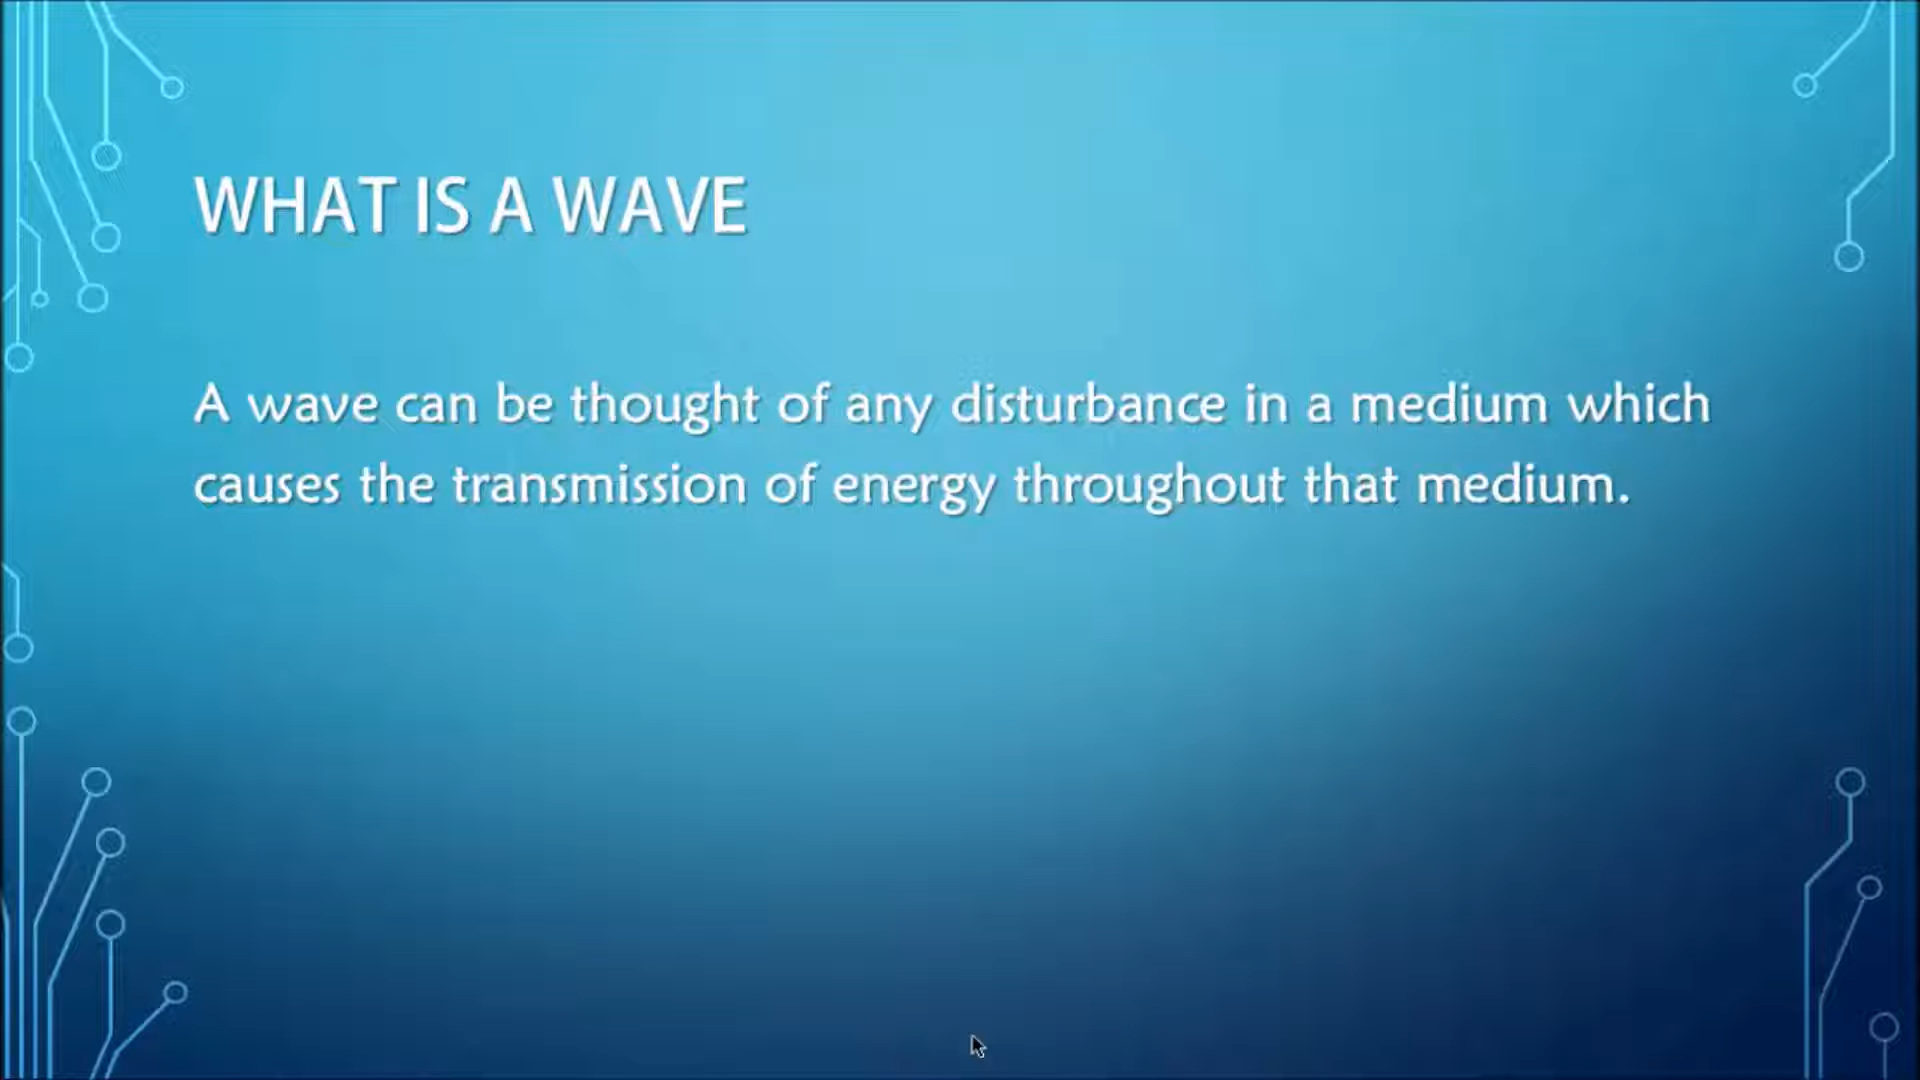 WHAT IS A WAVE
A wave can be thought of any disturbance in a medium which
causes the transmission of energy throughout that medium.